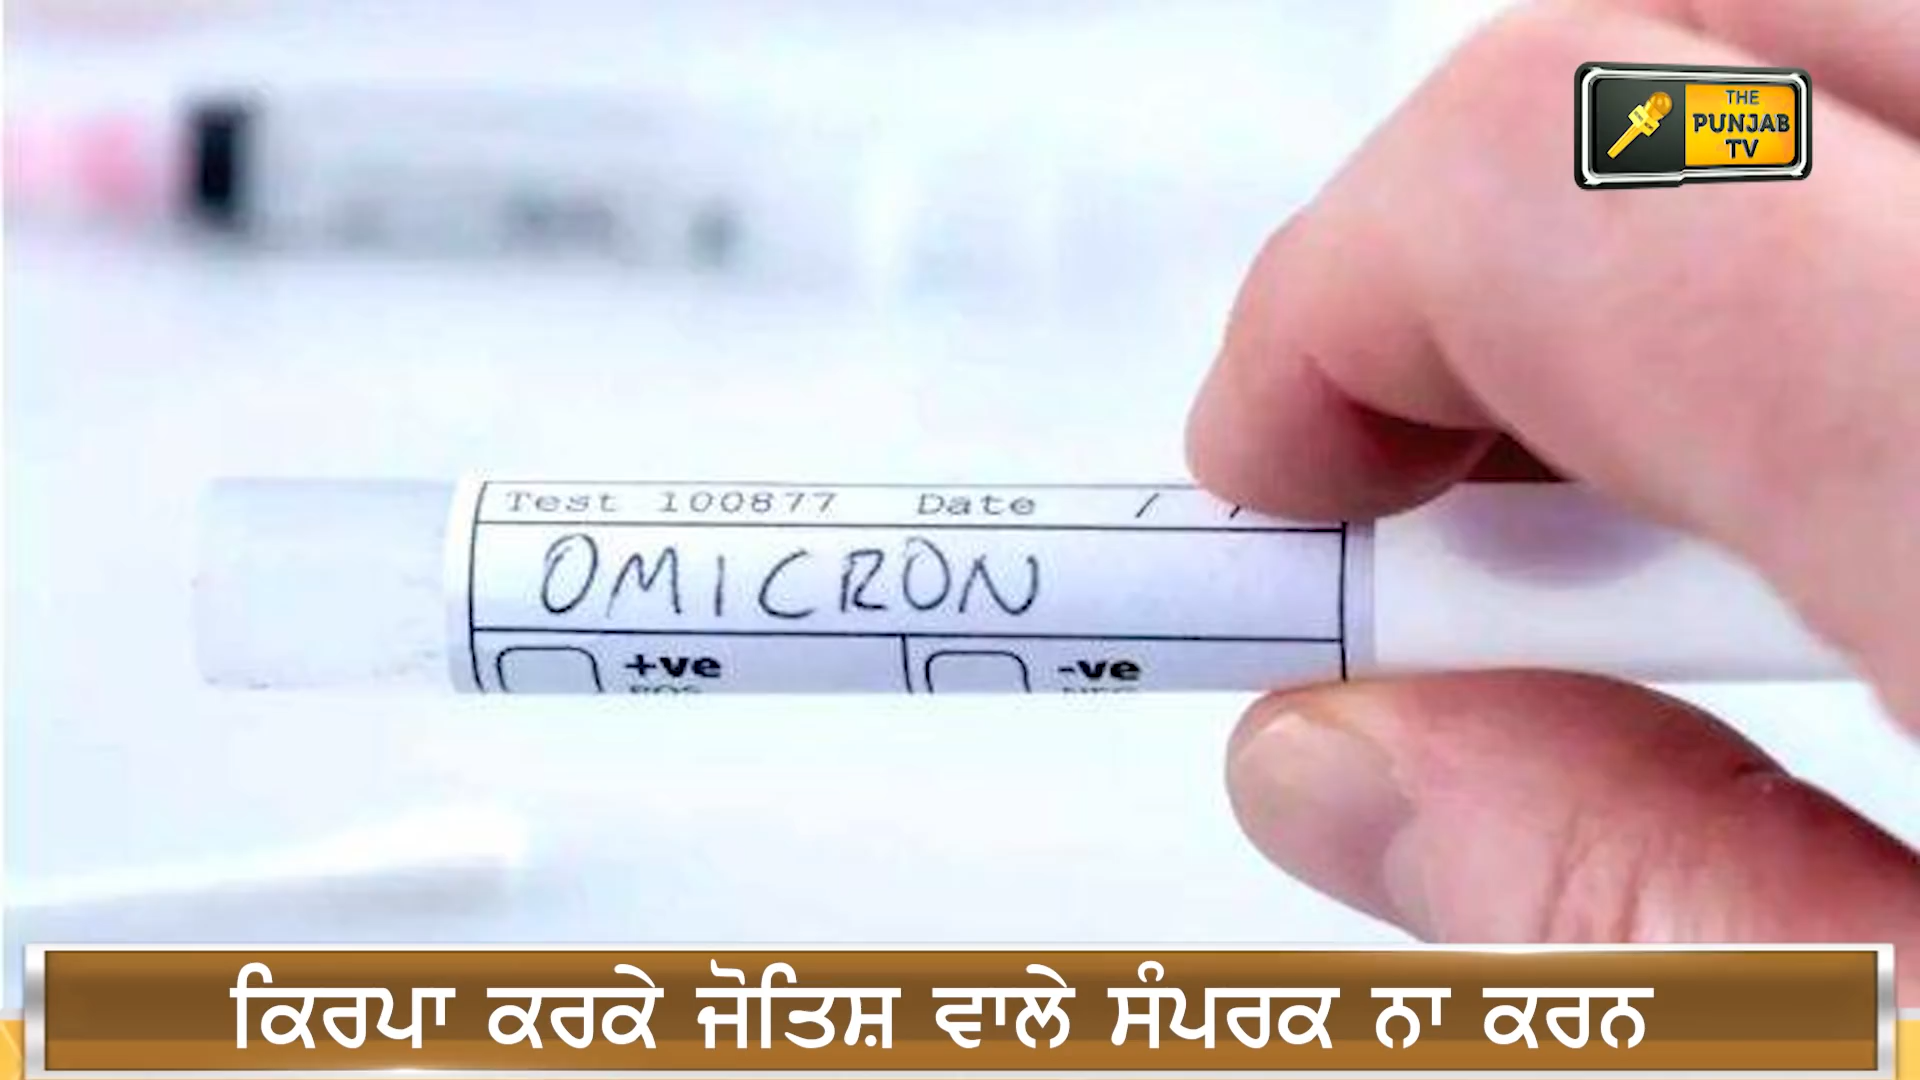 THE
PUNJAB
TV
Test 100877 Date / /
OMICRON
+ve -ve
ਕਿਰਪਾ ਕਰਕੇ ਜੋਤਿਸ਼ ਵਾਲੇ ਸੰਪਰਕ ਨਾ ਕਰਨ